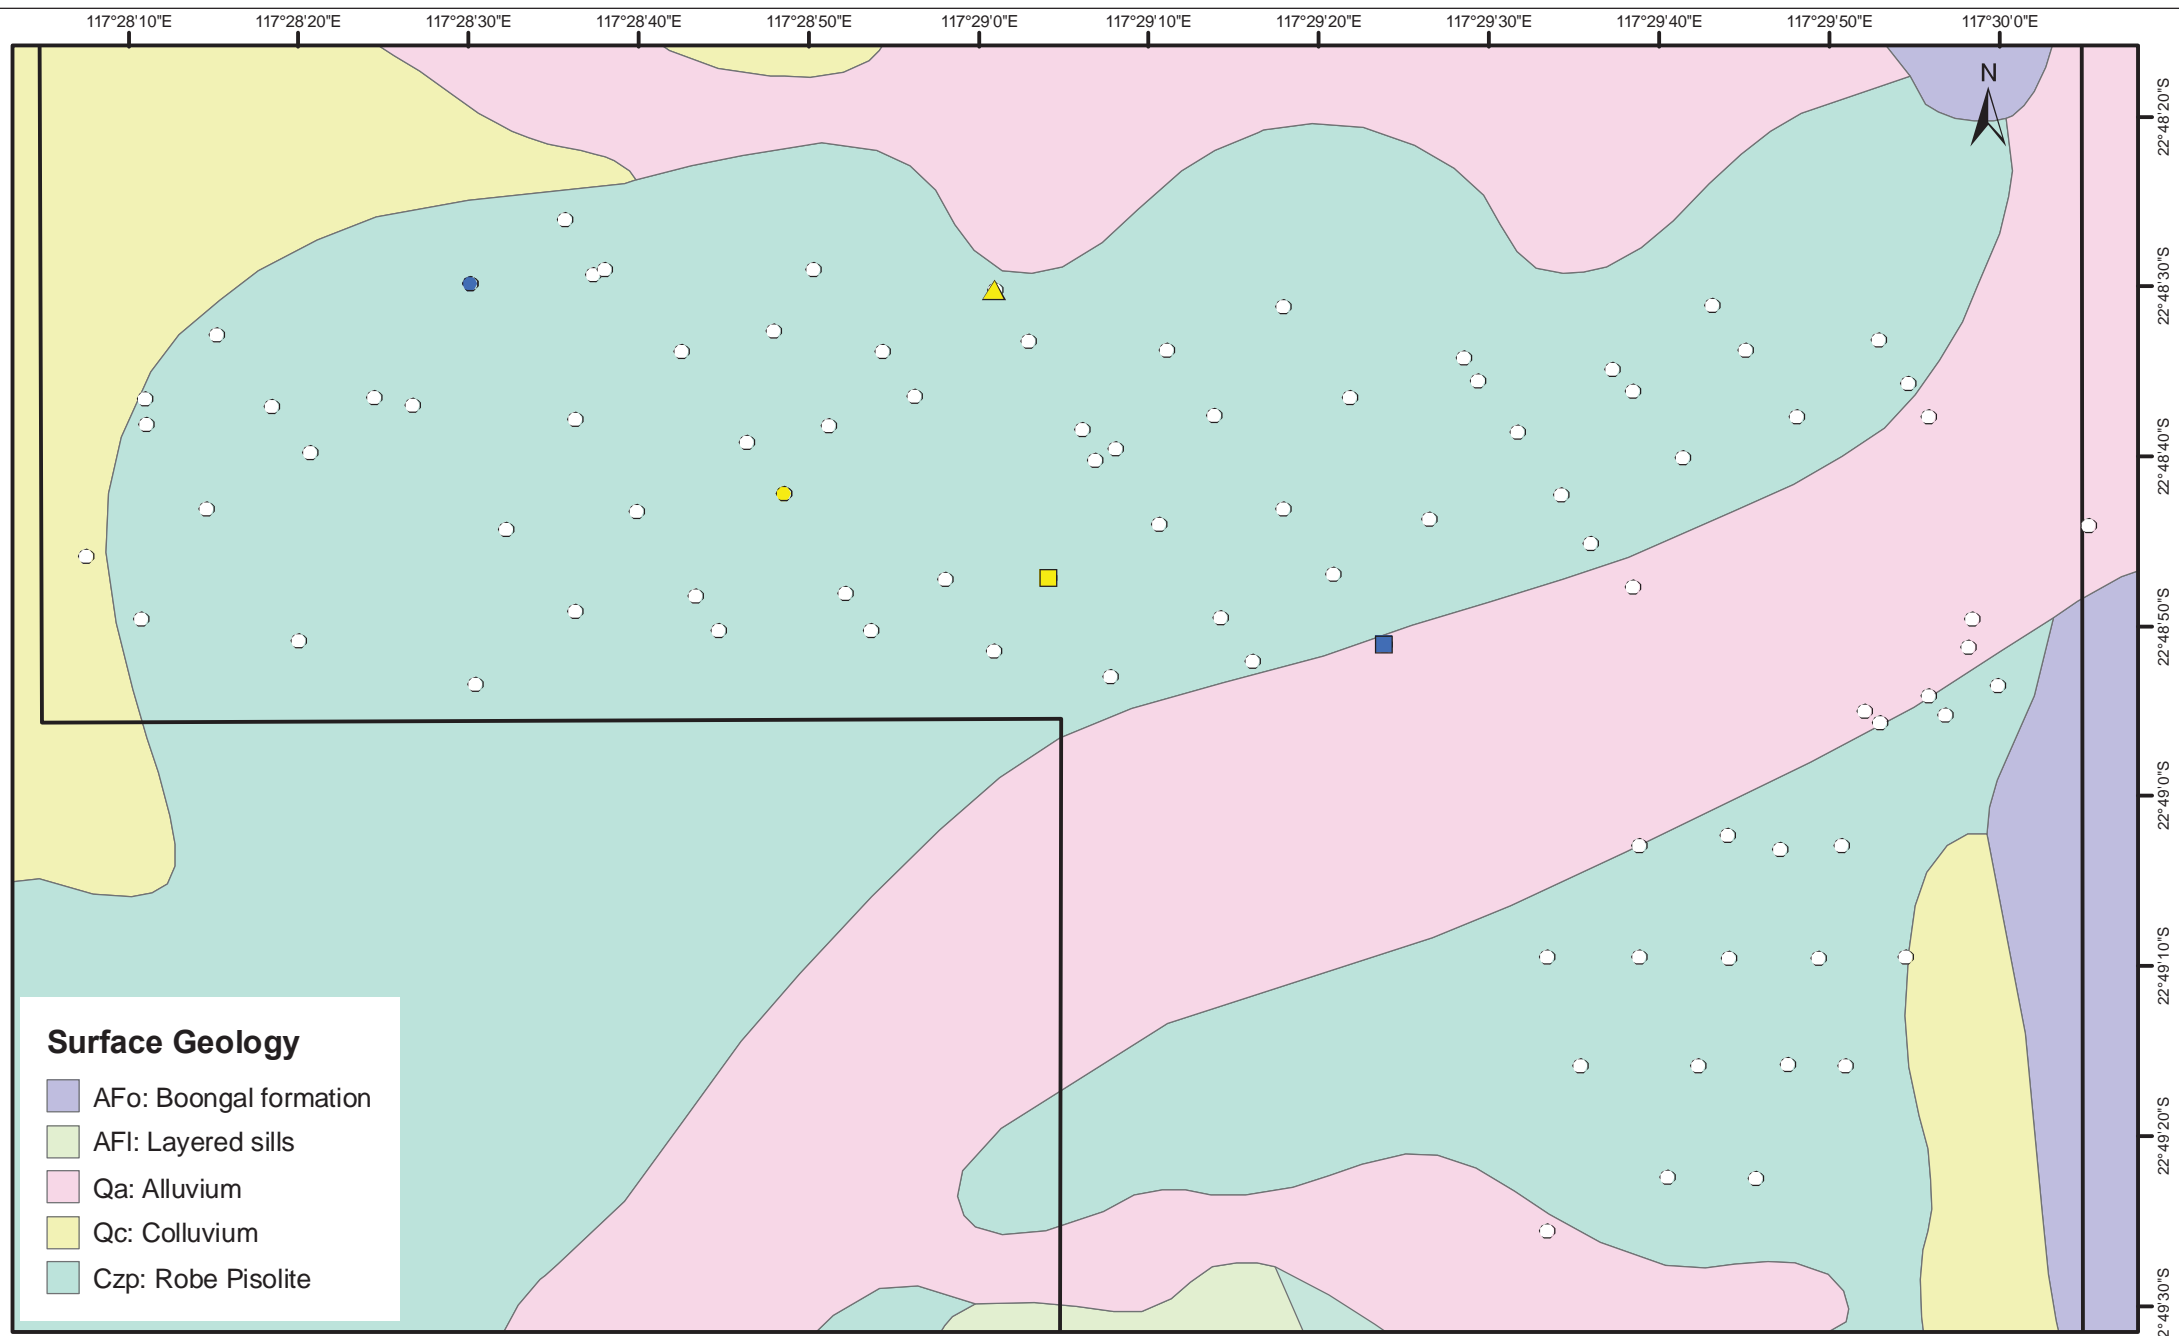 117°28'10"E 117°28'20"E 117°28'30"E 117°28'40"E 117°28'50"E 117°29'0"E 117°29'10"E 117°29'20"E 117°29'30"E 117°29'40"E 117°29'50"E 117°30'0"E
N
22°48'20"S
22°48'30"S
22°48'40"S
22°48'50"S
22°49'0"S
22°49'10"S
22°49'20"S
2°49'30"S
Surface Geology
AFo: Boongal formation
AFl: Layered sills
Qa: Alluvium
Qc: Colluvium
Czp: Robe Pisolite